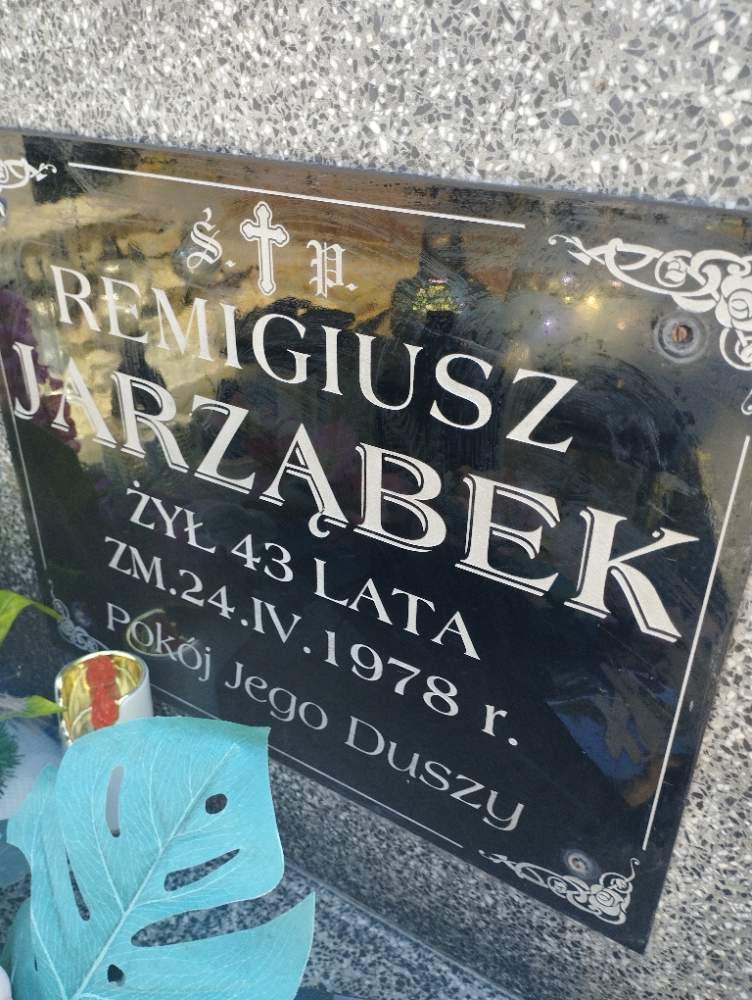 Ś. P.
REMIGIUSZ
JARZĄBEK
ŻYŁ 43 LATA
ZM.24.IV.1978 r.
Pokój Jego Duszy